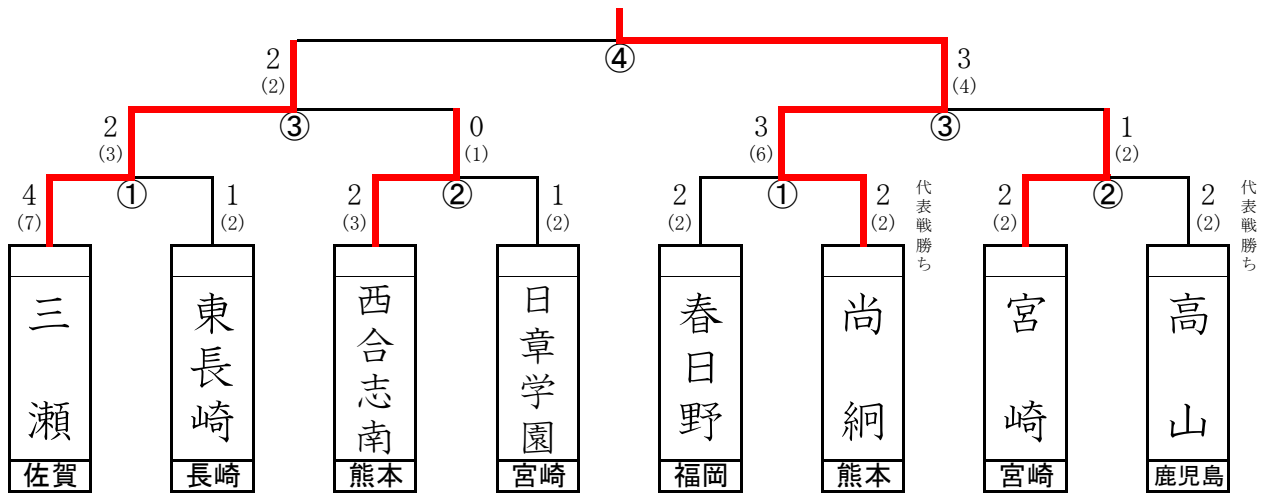 ④
2
(2)
3
(4)
③
③
2
(3)
0
(1)
3
(6)
1
(2)
①
②
①
②
4
(7)
1
(2)
2
(3)
1
(2)
2
(2)
2
(2)
代表戦勝ち
2
(2)
2
(2)
代表戦勝ち
三瀬
東長崎
西合志南
日章学園
春日野
尚絅
宮崎
高山
佐賀
長崎
熊本
宮崎
福岡
熊本
宮崎
鹿児島